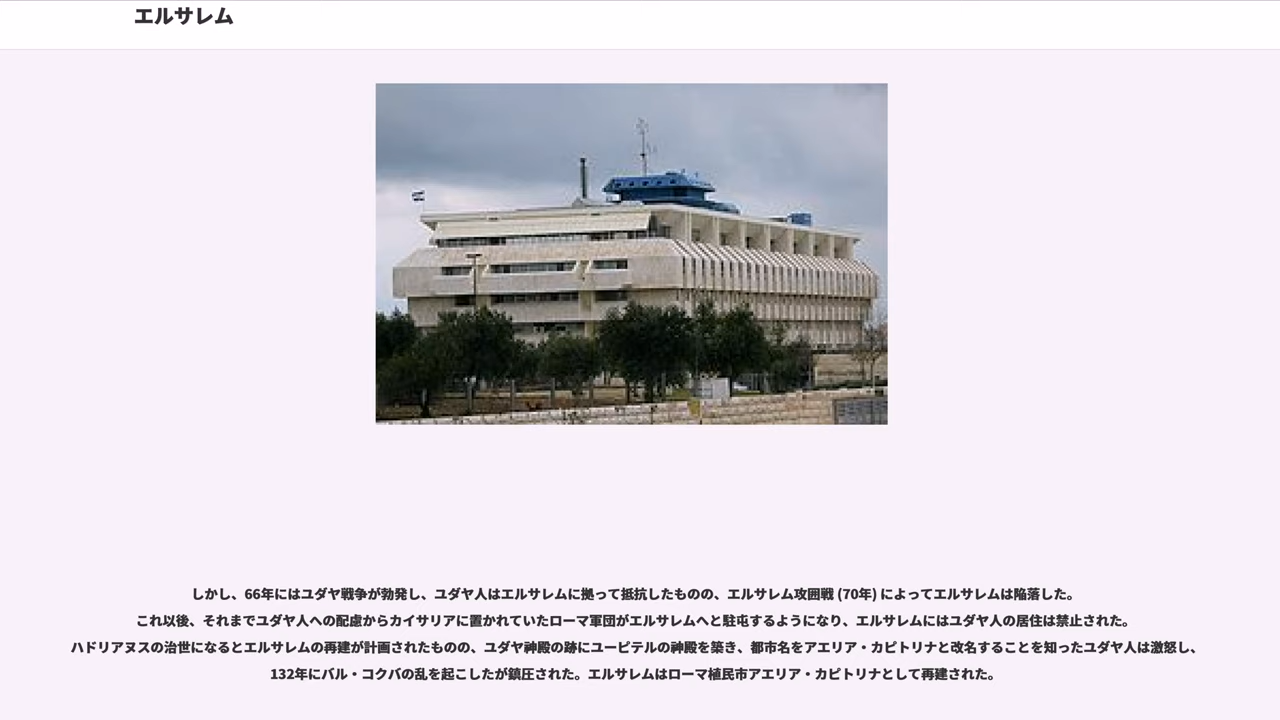 エルサレム
しかし、66年にはユダヤ戦争が勃発し、ユダヤ人はエルサレムに拠って抵抗したものの、エルサレム攻囲戦 (70年) によってエルサレムは陥落した。
これ以後、それまでユダヤ人への配慮からカイサリアに置かれていたローマ軍団がエルサレムへと駐屯するようになり、エルサレムにはユダヤ人の居住は禁止された。
ハドリアヌスの治世になるとエルサレムの再建が計画されたものの、ユダヤ神殿の跡にユーピテルの神殿を築き、都市名をアエリア・カピトリナと改名することを知ったユダヤ人は激怒し、
132年にバル・コクバの乱を起こしたが鎮圧された。エルサレムはローマ植民市アエリア・カピトリナとして再建された。